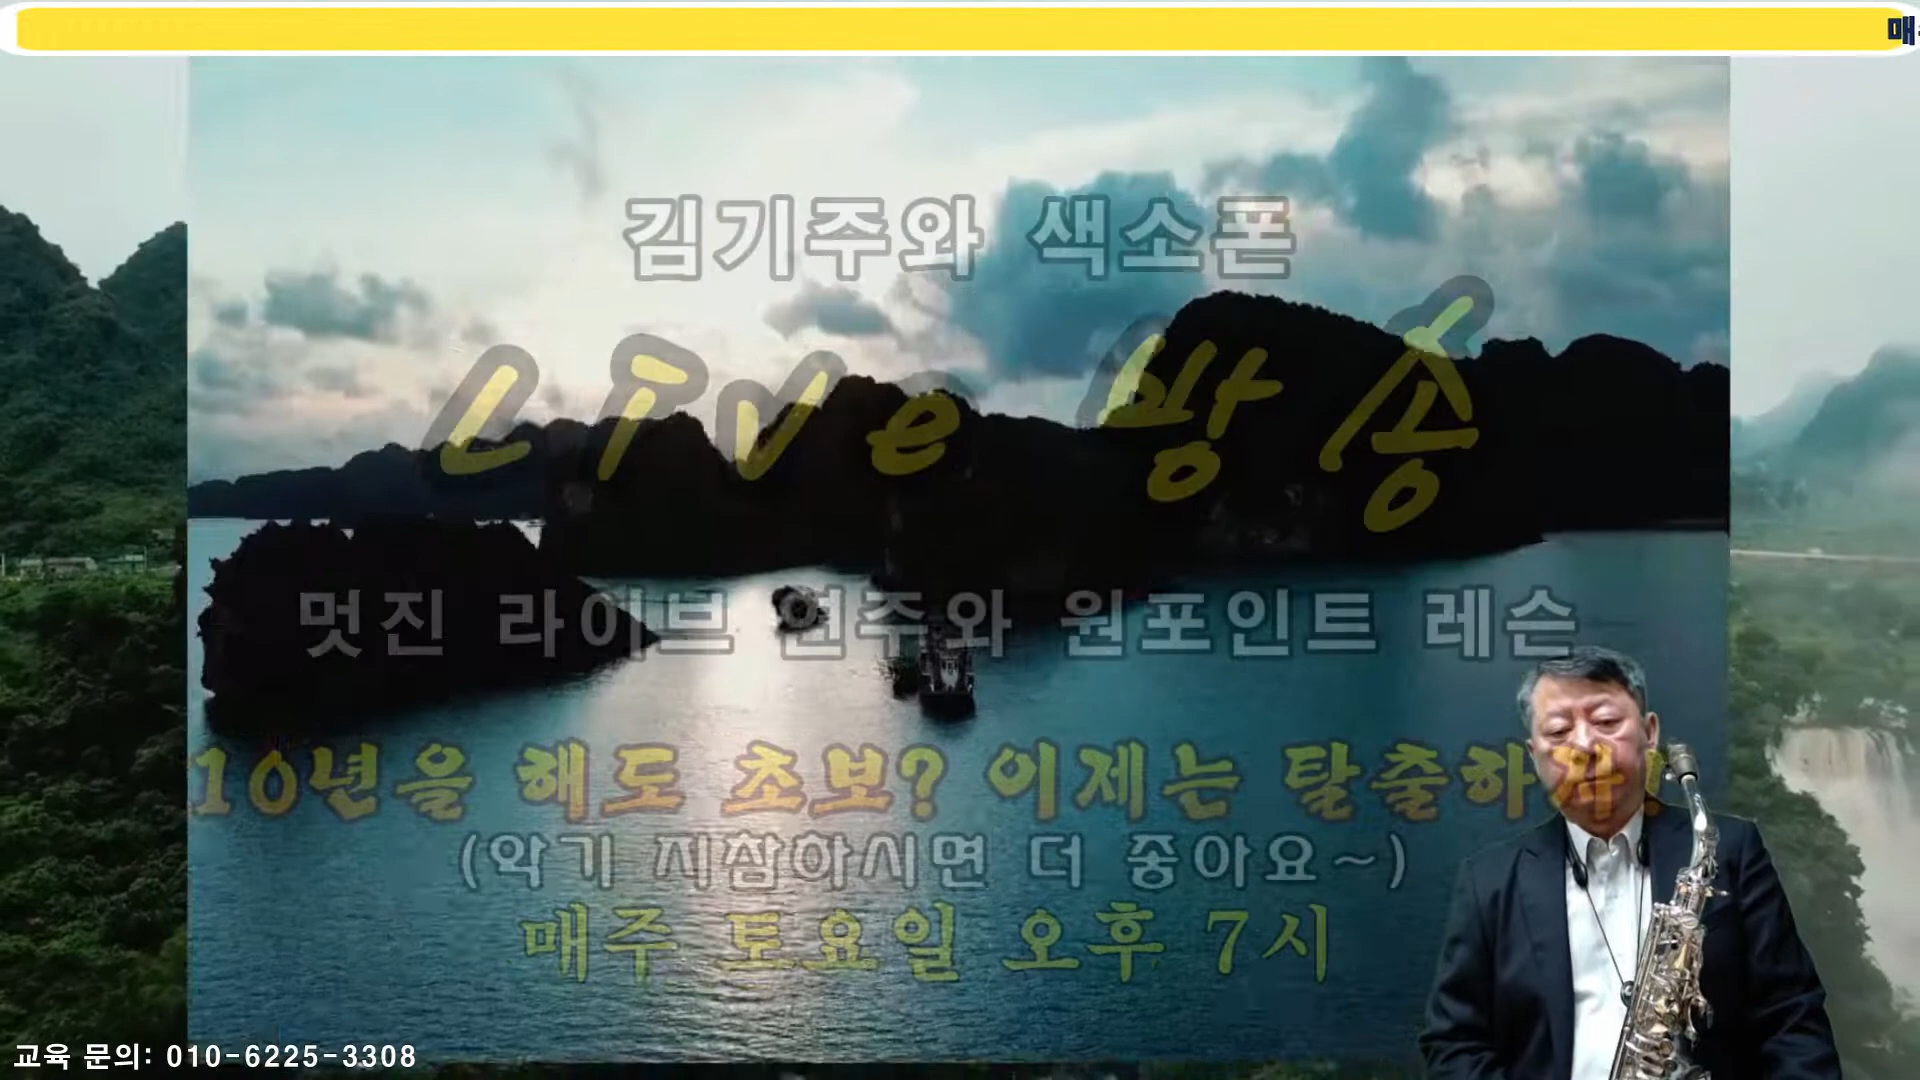 매
김기주와 색소폰
Live 방송
멋진 라이브 연주와 원포인트 레슨
10년을 해도 초보? 이제는 탈출하자!
(악기 지참하시면 더 좋아요~)
매주 토요일 오후 7시
교육 문의: 010-6225-3308